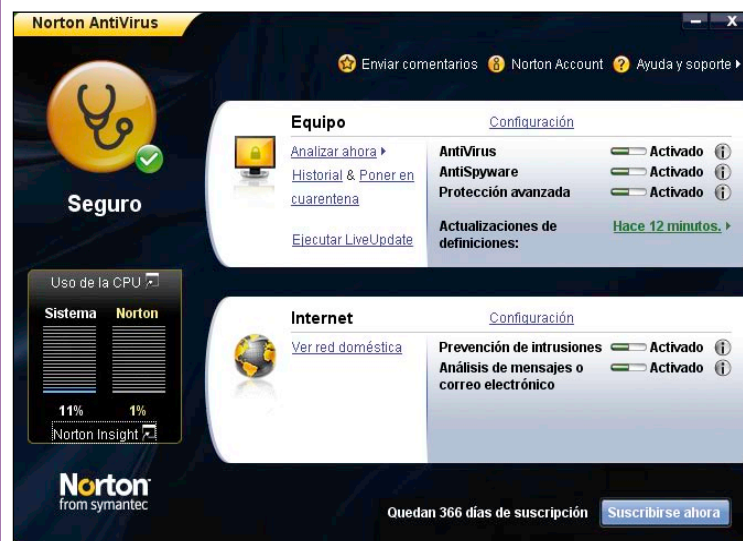 Norton AntiVirus
Enviar comentarios
Norton Account
Ayuda y soporte
Seguro
Equipo
Configuración
Analizar ahora
Historial & Poner en
cuarentena
Ejecutar LiveUpdate
AntiVirus Activado
AntiSpyware Activado
Protección avanzada Activado
Actualizaciones de
definiciones:
Hace 12 minutos.
Uso de la CPU
Sistema Norton
11% 1%
Norton Insight
Internet
Configuración
Ver red doméstica
Prevención de intrusiones Activado
Análisis de mensajes o Activado
correo electrónico
Norton
from symantec
Quedan 366 días de suscripción
Suscribirse ahora